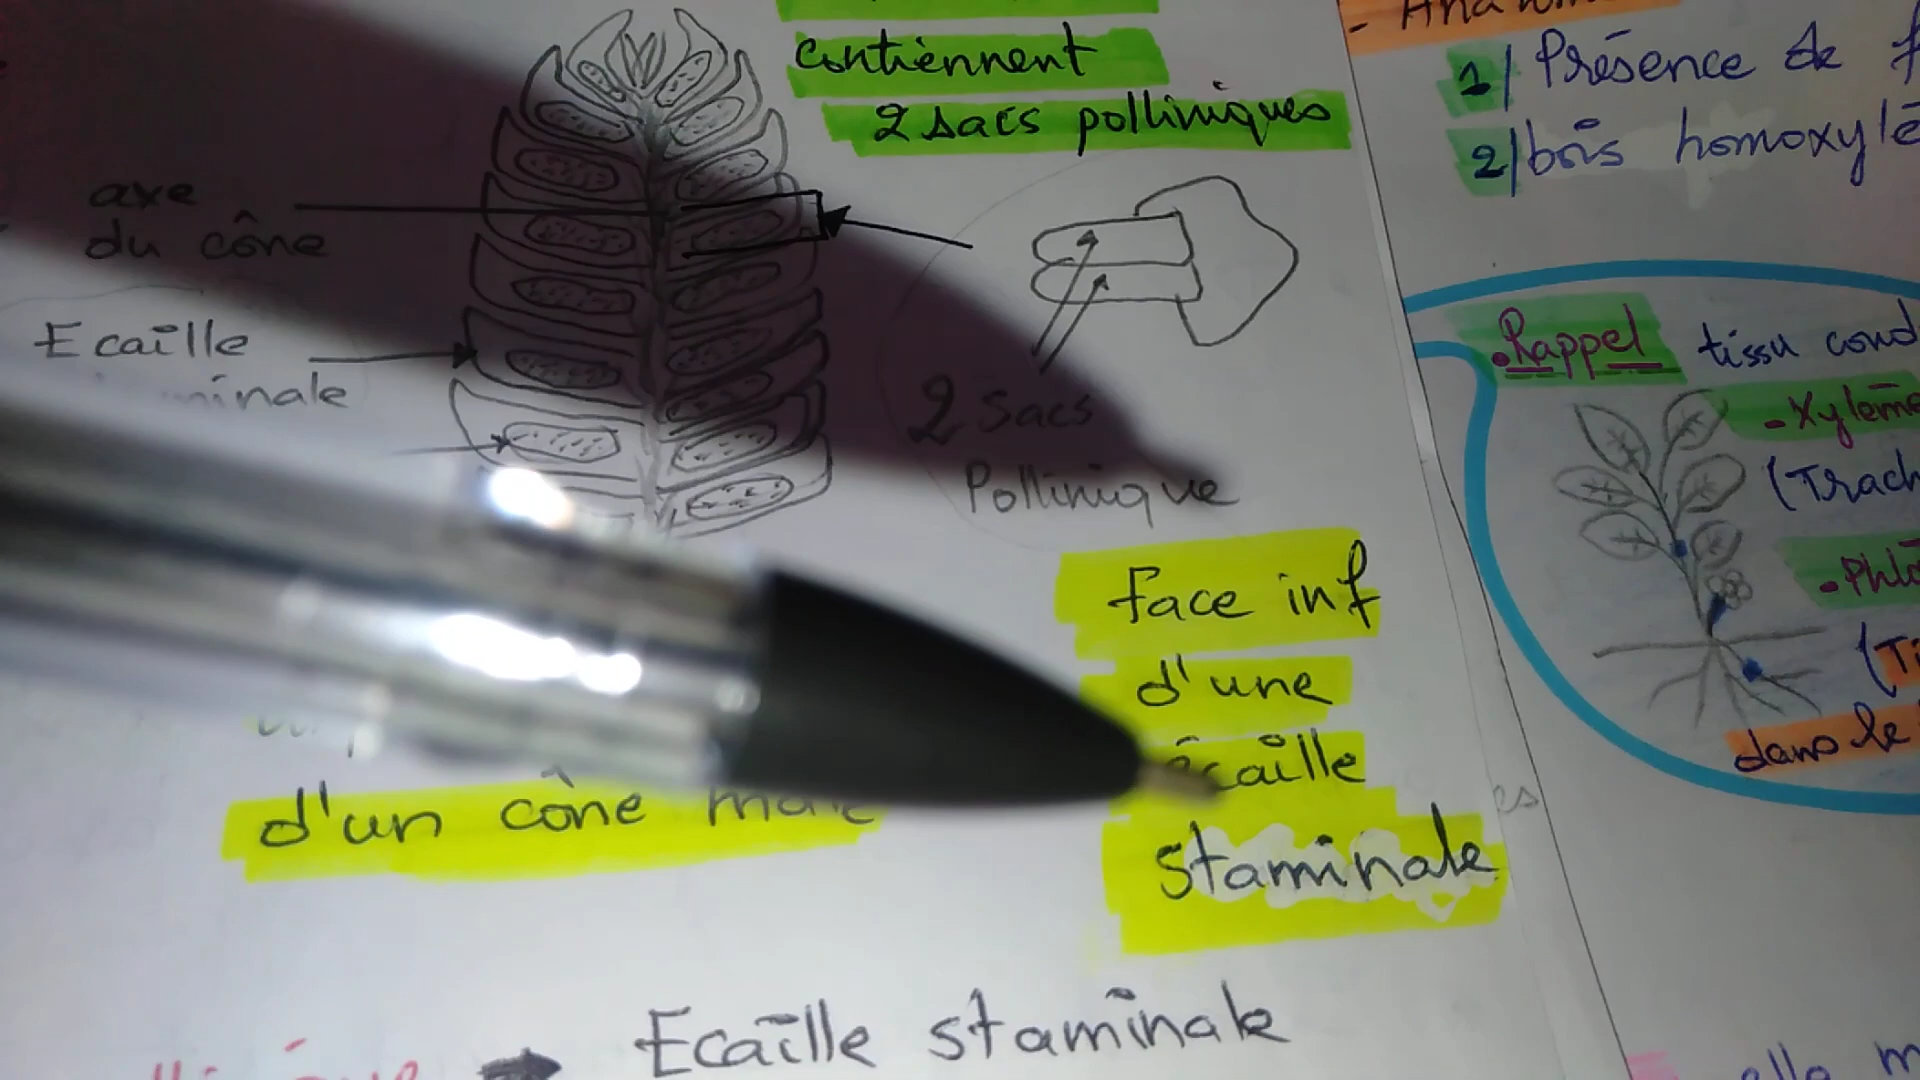 contiennent
2 sacs polliniques
axe
du cône
Ecaille
2 sacs
Pollinique
face inf
d'une
écaille
staminale
d'un cône
Ecaille staminale
1/ Présence de
2/ bois homoxylé
• Rappel tissu cond
- Xylème
(Trach
• Phlo
(Ti
dans le